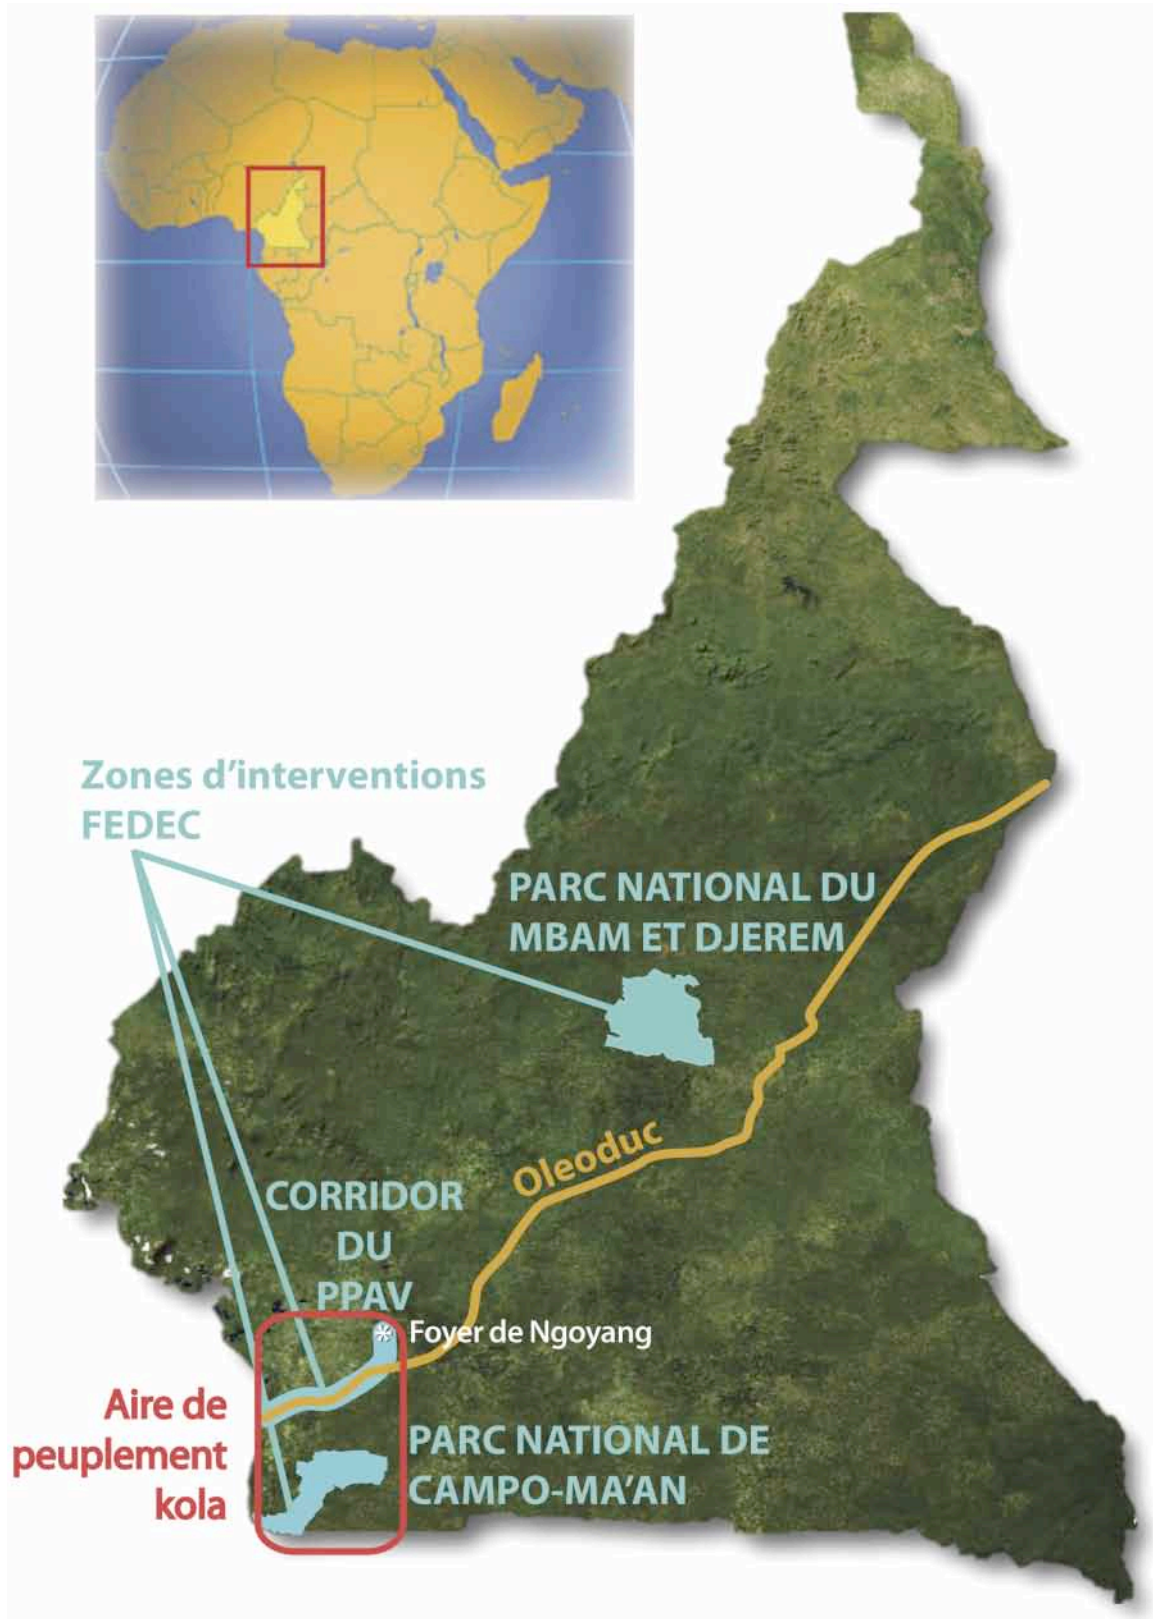 Zones d’interventions
FEDEC
PARC NATIONAL DU
MBAM ET DJEREM
Oleoduc
CORRIDOR
DU
PPAV
* Foyer de Ngoyang
Aire de
peuplement
kola
PARC NATIONAL DE
CAMPO-MA’AN